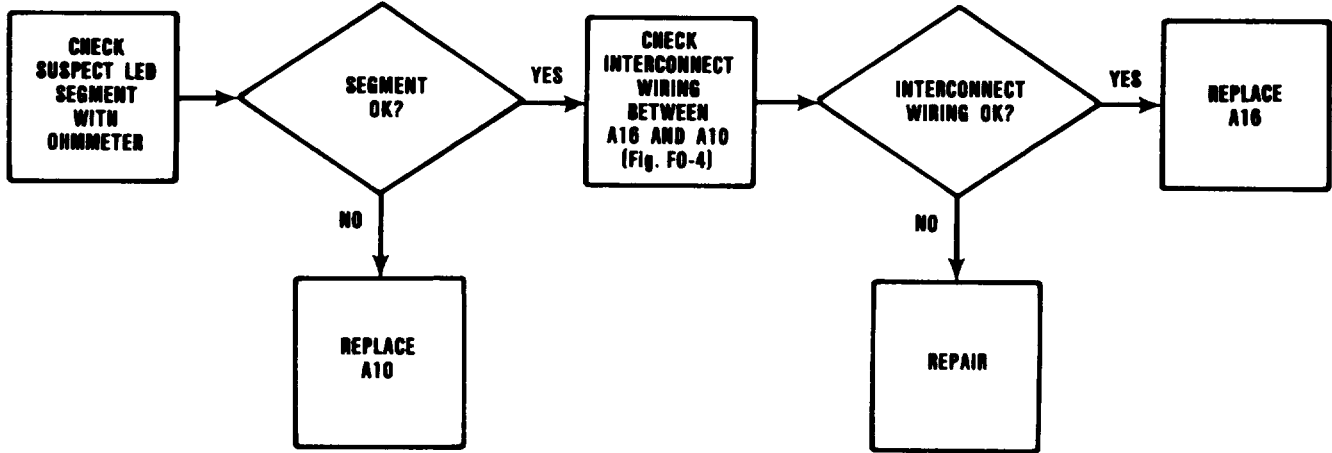 CHECK
SUSPECT LED
SEGMENT
WITH
OHMMETER
SEGMENT
OK?
YES
CHECK
INTERCONNECT
WIRING
BETWEEN
A16 AND A10
(Fig. FO-4)
INTERCONNECT
WIRING OK?
YES
REPLACE
A16
NO
REPLACE
A10
NO
REPAIR